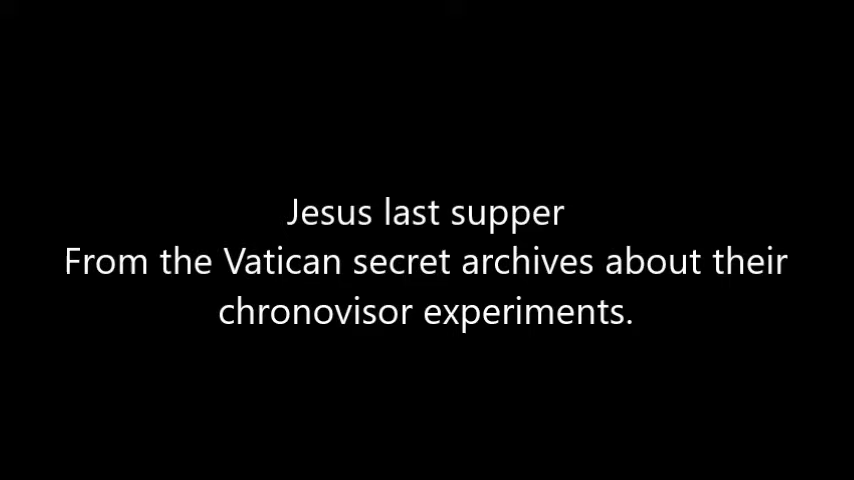 Jesus last supper
From the Vatican secret archives about their
chronovisor experiments.